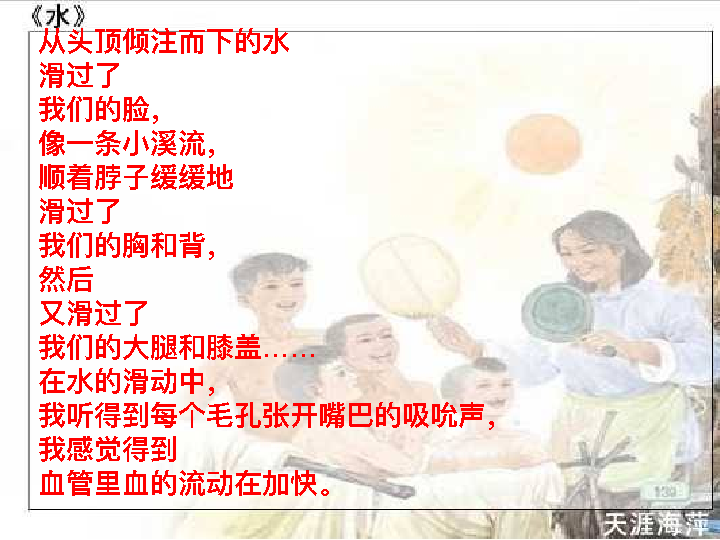 《水》
从头顶倾注而下的水
滑过了
我们的脸，
像一条小溪流，
顺着脖子缓缓地
滑过了
我们的胸和背，
然后
又滑过了
我们的大腿和膝盖……
在水的滑动中，
我听得到每个毛孔张开嘴巴的吸吮声，
我感觉得到
血管里血的流动在加快。
130
天涯海萍